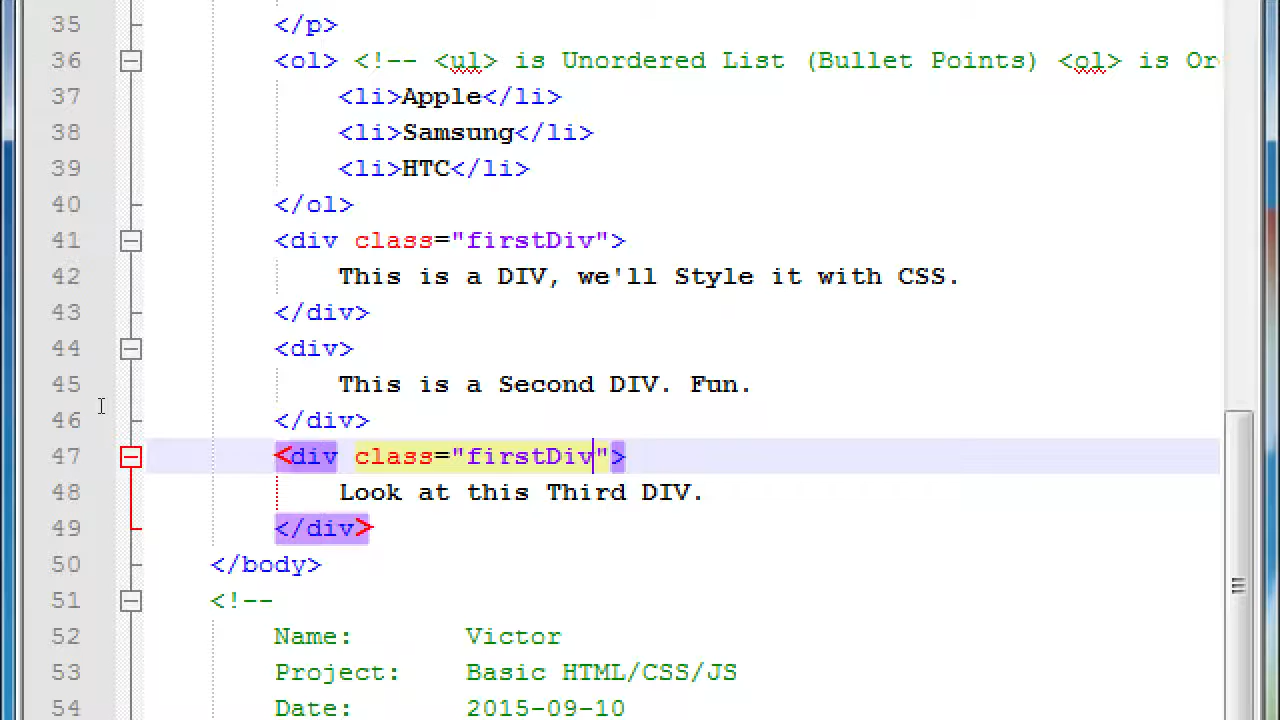 35 </p>
36 <ol> <!-- <ul> is Unordered List (Bullet Points) <ol> is Or
37 <li>Apple</li>
38 <li>Samsung</li>
39 <li>HTC</li>
40 </ol>
41 <div class="firstDiv">
42 This is a DIV, we'll Style it with CSS.
43 </div>
44 <div>
45 This is a Second DIV. Fun.
46 </div>
47 <div class="firstDiv">
48 Look at this Third DIV.
49 </div>
50 </body>
51 <!--
52 Name: Victor
53 Project: Basic HTML/CSS/JS
54 Date: 2015-09-10